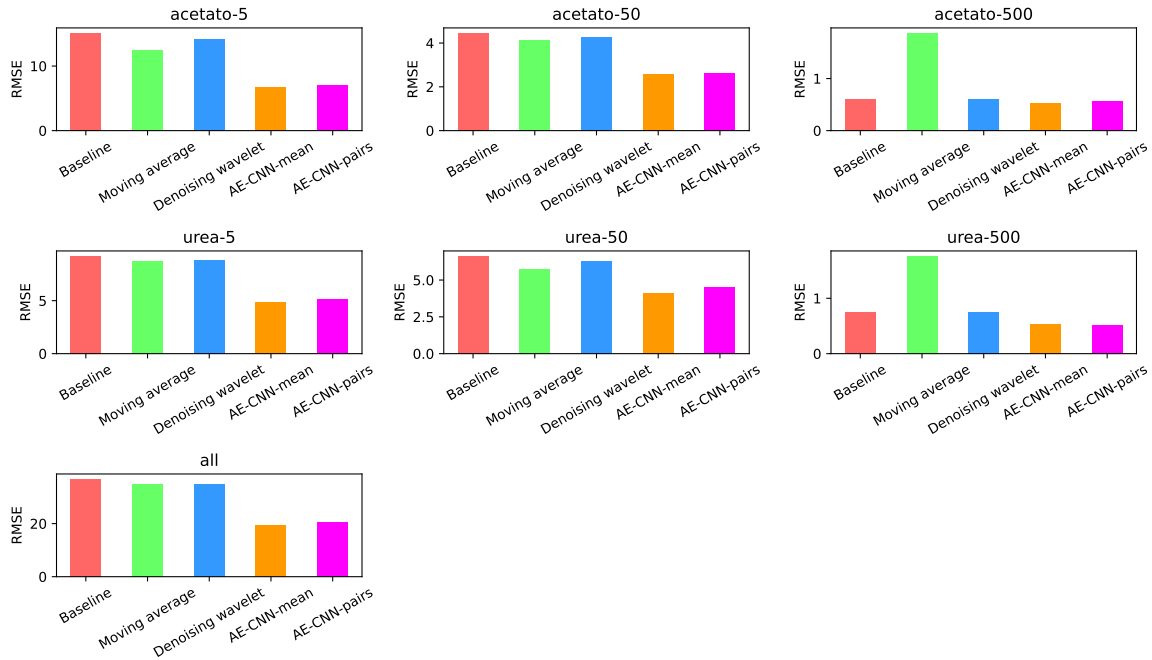 acetato-5
RMSE
10
0
Baseline
Moving average
Denoising wavelet
AE-CNN-mean
AE-CNN-pairs
acetato-50
RMSE
4
2
0
Baseline
Moving average
Denoising wavelet
AE-CNN-mean
AE-CNN-pairs
acetato-500
RMSE
1
0
Baseline
Moving average
Denoising wavelet
AE-CNN-mean
AE-CNN-pairs
urea-5
RMSE
5
0
Baseline
Moving average
Denoising wavelet
AE-CNN-mean
AE-CNN-pairs
urea-50
RMSE
5.0
2.5
0.0
Baseline
Moving average
Denoising wavelet
AE-CNN-mean
AE-CNN-pairs
urea-500
RMSE
1
0
Baseline
Moving average
Denoising wavelet
AE-CNN-mean
AE-CNN-pairs
all
RMSE
20
0
Baseline
Moving average
Denoising wavelet
AE-CNN-mean
AE-CNN-pairs